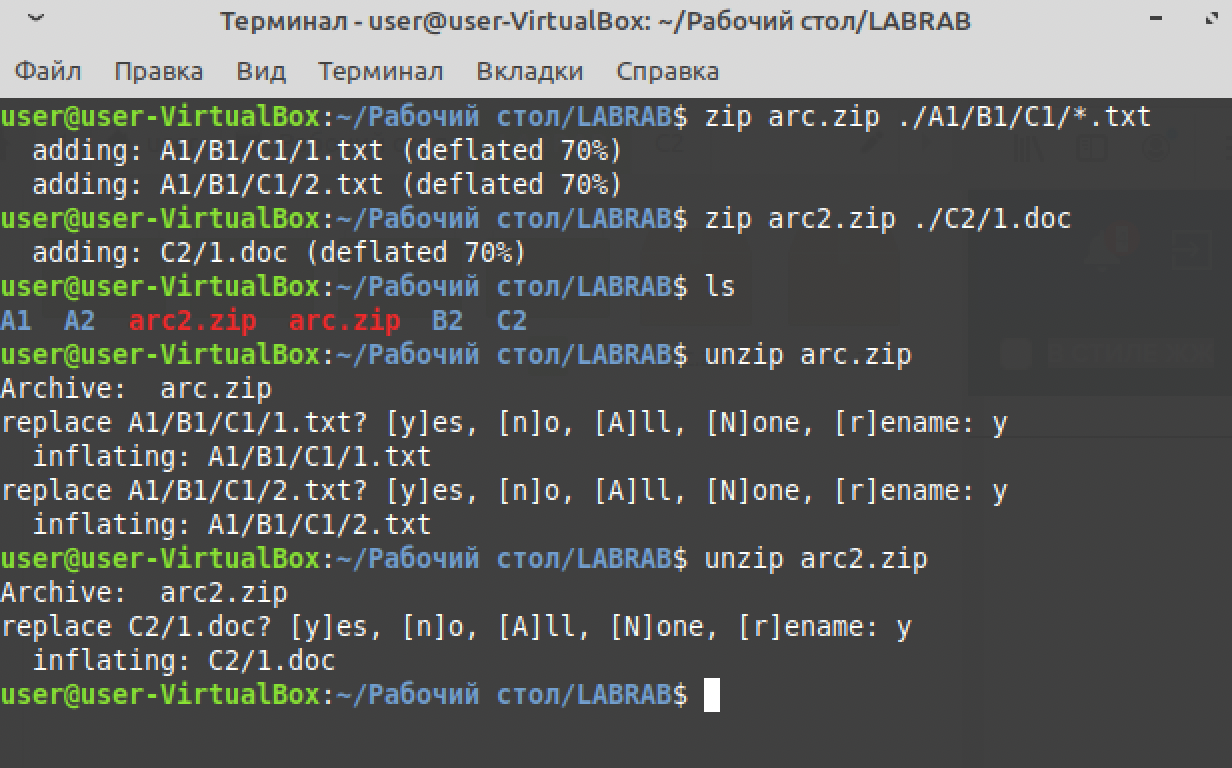 Терминал - user@user-VirtualBox: ~/Рабочий стол/LABRAB
Файл Правка Вид Терминал Вкладки Справка
user@user-VirtualBox:~/Рабочий стол/LABRAB$ zip arc.zip ./A1/B1/C1/*.txt
  adding: A1/B1/C1/1.txt (deflated 70%)
  adding: A1/B1/C1/2.txt (deflated 70%)
user@user-VirtualBox:~/Рабочий стол/LABRAB$ zip arc2.zip ./C2/1.doc
  adding: C2/1.doc (deflated 70%)
user@user-VirtualBox:~/Рабочий стол/LABRAB$ ls
A1  A2  arc2.zip  arc.zip  B2  C2
user@user-VirtualBox:~/Рабочий стол/LABRAB$ unzip arc.zip
Archive:  arc.zip
replace A1/B1/C1/1.txt? [y]es, [n]o, [A]ll, [N]one, [r]ename: y
  inflating: A1/B1/C1/1.txt
replace A1/B1/C1/2.txt? [y]es, [n]o, [A]ll, [N]one, [r]ename: y
  inflating: A1/B1/C1/2.txt
user@user-VirtualBox:~/Рабочий стол/LABRAB$ unzip arc2.zip
Archive:  arc2.zip
replace C2/1.doc? [y]es, [n]o, [A]ll, [N]one, [r]ename: y
  inflating: C2/1.doc
user@user-VirtualBox:~/Рабочий стол/LABRAB$